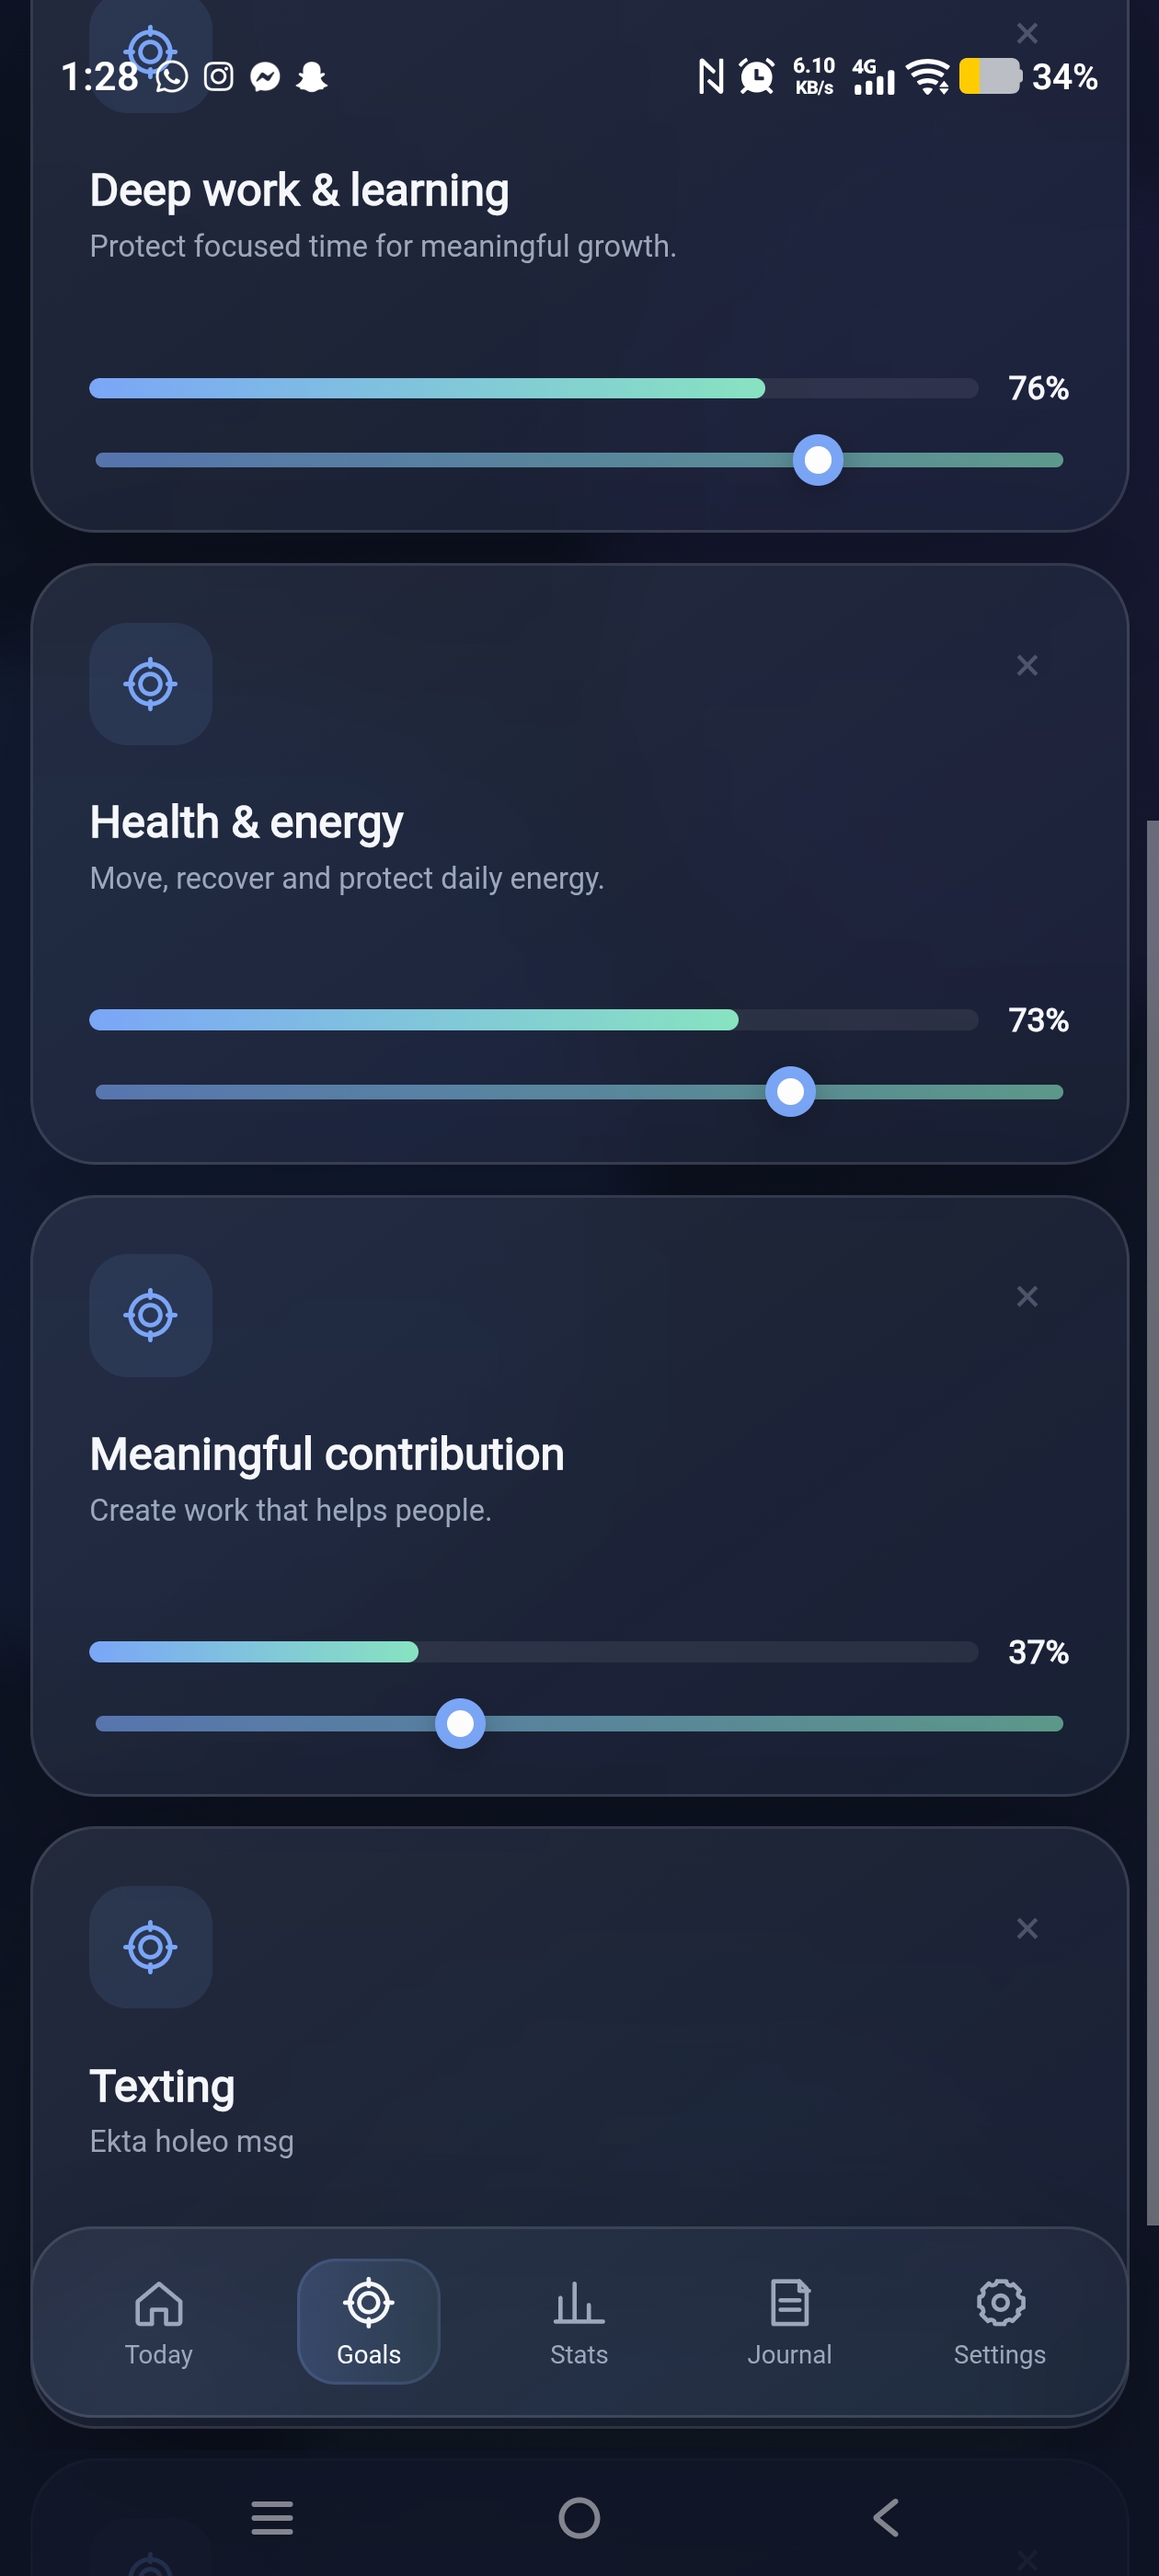 1:28
6.10
KB/s
4G
34%
Deep work & learning
Protect focused time for meaningful growth.
76%
Health & energy
Move, recover and protect daily energy.
73%
Meaningful contribution
Create work that helps people.
37%
Texting
Ekta holeo msg
Today
Goals
Stats
Journal
Settings